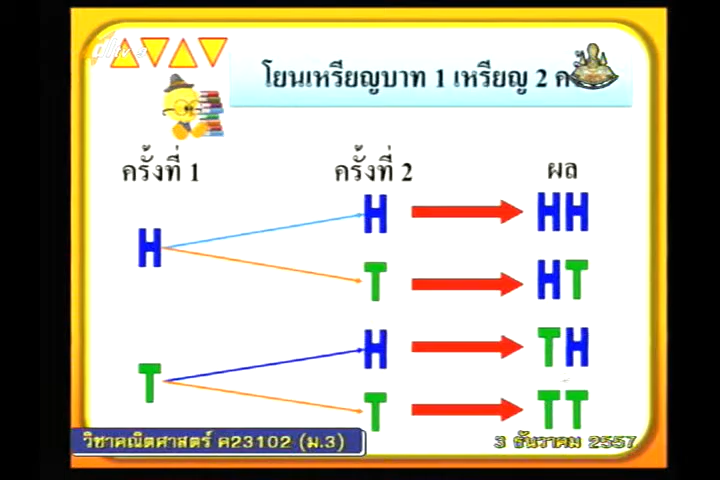 โยนเหรียญบาท 1 เหรียญ 2
ครั้งที่ 1 ครั้งที่ 2 ผล
H H HH
T HT
T H TH
T TT
วิชาคณิตศาสตร์ ค23102 (ม.3) 3 ธันวาคม 2557